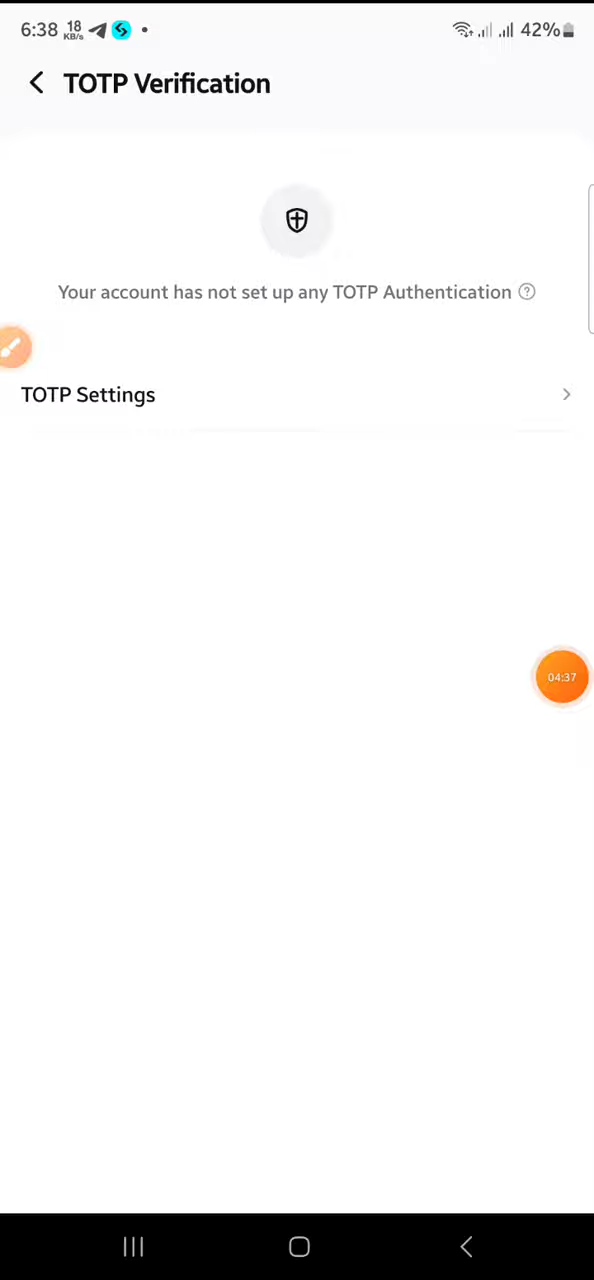 6:38 18 KB/s 42%
TOTP Verification
Your account has not set up any TOTP Authentication ?
TOTP Settings
04:37